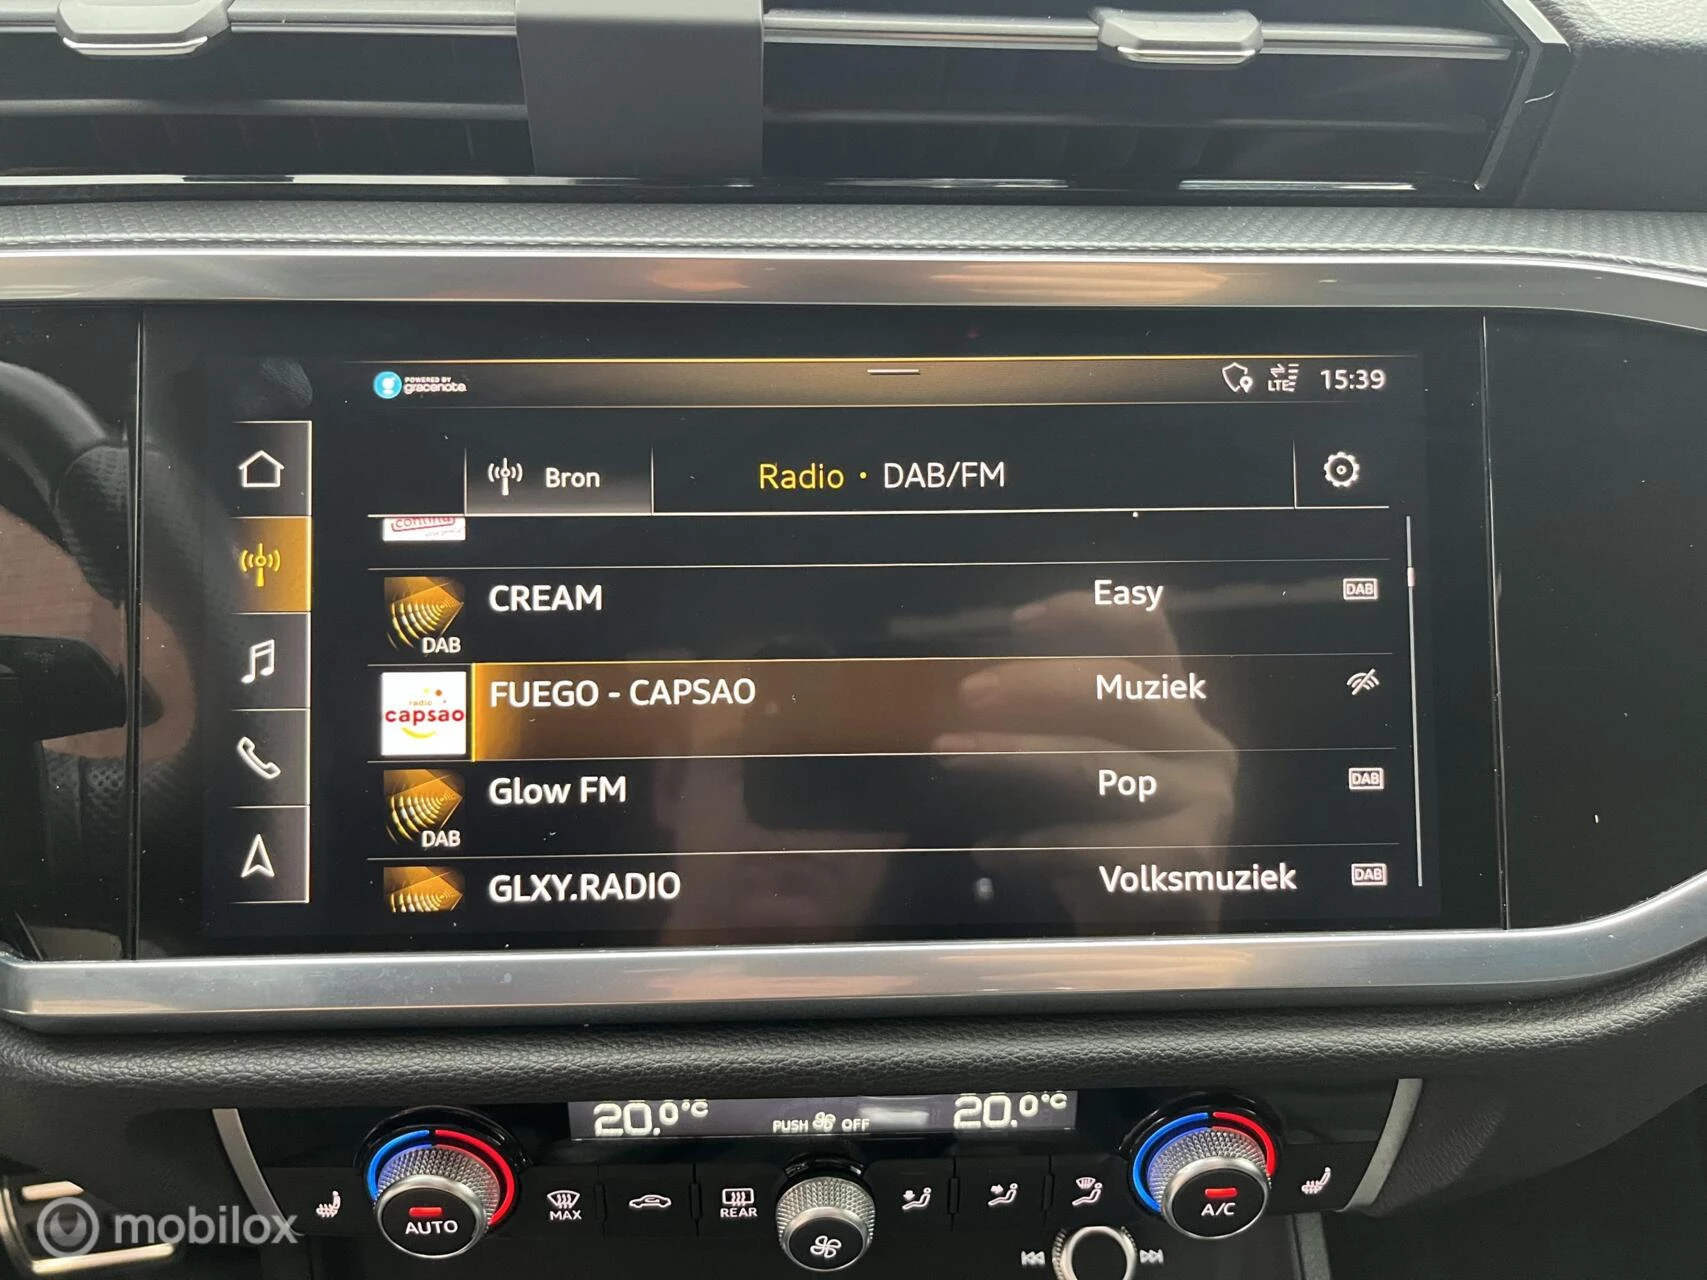 POWERED BY
gracenote
LTE 15:39
Bron Radio · DAB/FM
CREAM Easy DAB
DAB
FUEGO - CAPSAO Muziek
radio
capsao
Glow FM Pop DAB
DAB
GLXY.RADIO Volksmuziek DAB
20.0°C PUSH OFF 20.0°C
AUTO MAX REAR A/C
mobilox